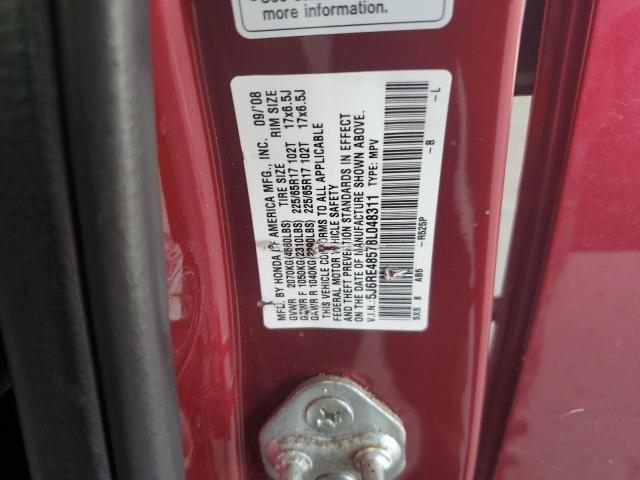 more information.
MFD. BY HONDA OF AMERICA MFG., INC. 09/'08
TIRE SIZE RIM SIZE
GVWR 2070KG(4560LBS)
GAWR F 1050KG(2310LBS) 225/65R17 102T 17x6.5J
GAWR R 1040KG(2290LBS) 225/65R17 102T 17x6.5J
THIS VEHICLE CONFORMS TO ALL APPLICABLE
FEDERAL MOTOR VEHICLE SAFETY
AND THEFT PREVENTION STANDARDS IN EFFECT
ON THE DATE OF MANUFACTURE SHOWN ABOVE.
V.I.N.: 5J6RE48578L048311 TYPE: MPV
SXS 8 AB5 -R525P -B -L